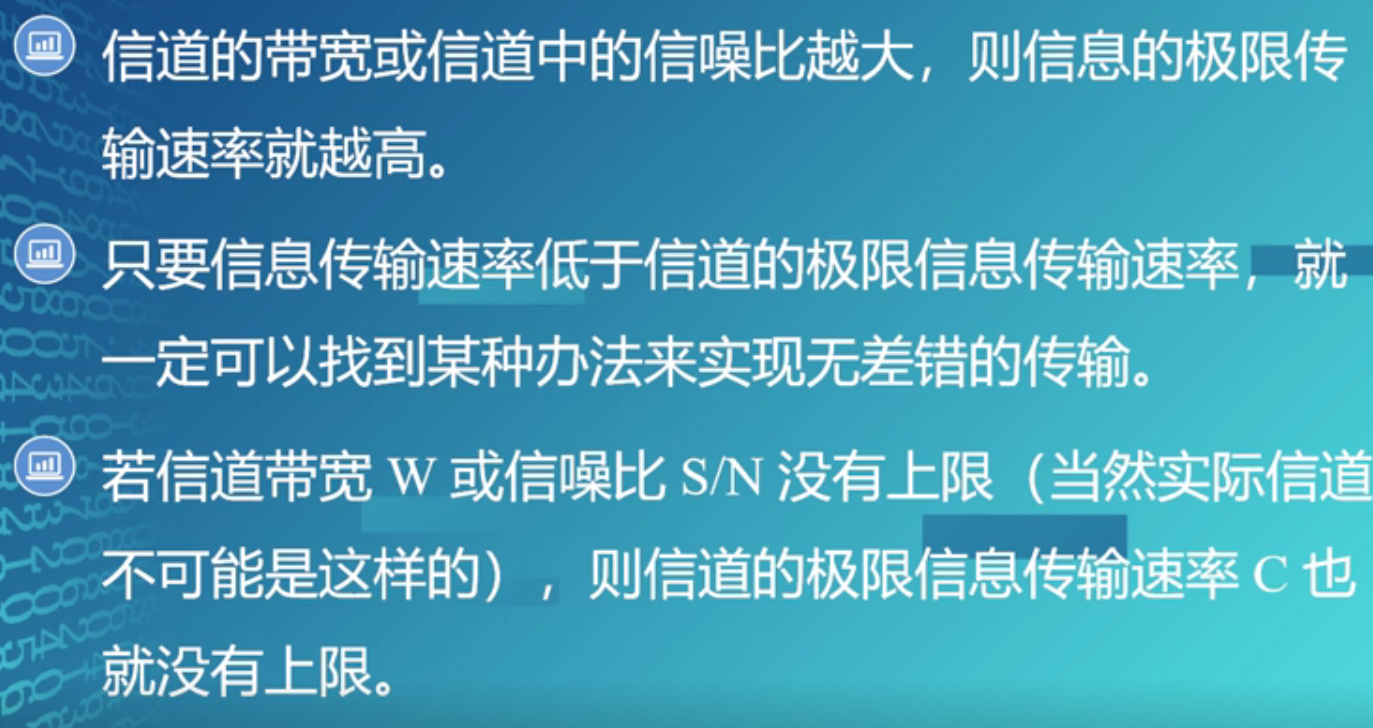 信道的带宽或信道中的信噪比越大，则信息的极限传
输速率就越高。
只要信息传输速率低于信道的极限信息传输速率，就
一定可以找到某种办法来实现无差错的传输。
若信道带宽 W 或信噪比 S/N 没有上限（当然实际信道
不可能是这样的），则信道的极限信息传输速率 C 也
就没有上限。